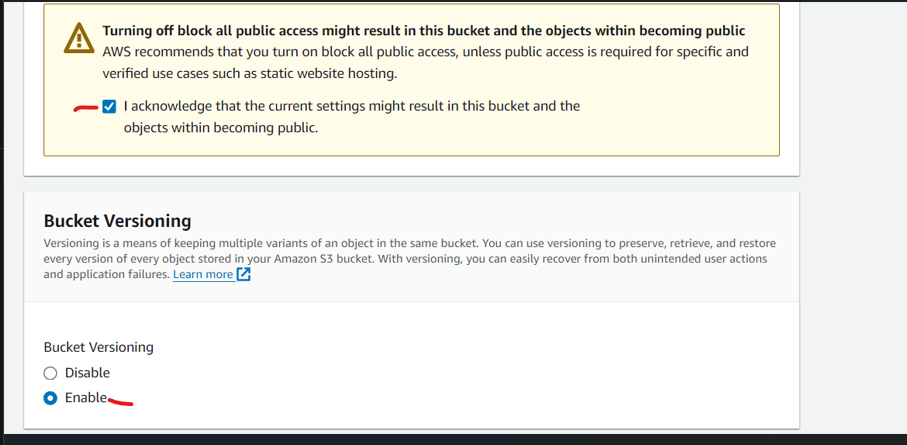 Turning off block all public access might result in this bucket and the objects within becoming public
AWS recommends that you turn on block all public access, unless public access is required for specific and
verified use cases such as static website hosting.
I acknowledge that the current settings might result in this bucket and the
objects within becoming public.
Bucket Versioning
Versioning is a means of keeping multiple variants of an object in the same bucket. You can use versioning to preserve, retrieve, and restore
every version of every object stored in your Amazon S3 bucket. With versioning, you can easily recover from both unintended user actions
and application failures. Learn more
Bucket Versioning
Disable
Enable